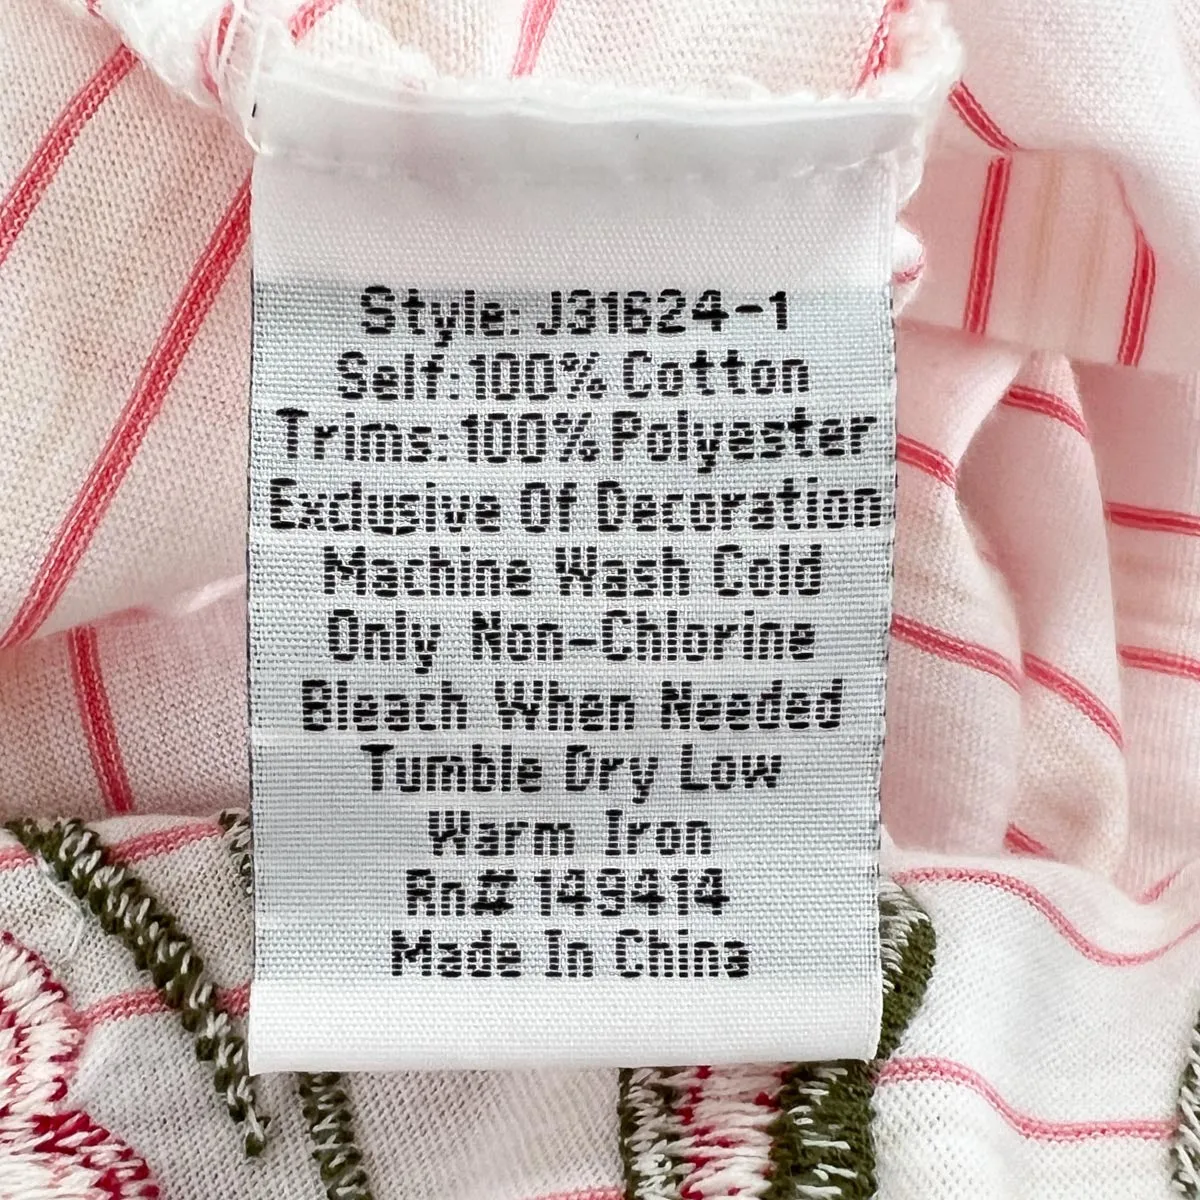 Style: J31624-1
Self:100% Cotton
Trims:100% Polyester
Exclusive Of Decoration
Machine Wash Cold
Only Non-Chlorine
Bleach When Needed
Tumble Dry Low
Warm Iron
Rn# 149414
Made In China